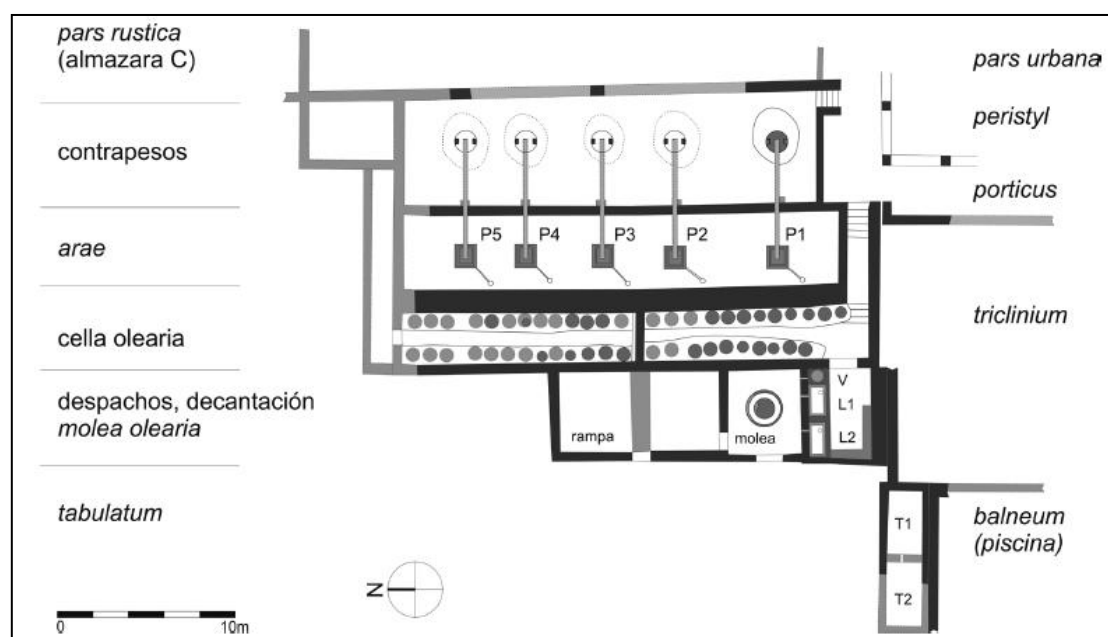 pars rustica
(almazara C)
contrapesos
arae
cella olearia
despachos, decantación
molea olearia
tabulatum
P5 P4 P3 P2 P1
V
L1
L2
rampa
molea
T1
T2
pars urbana
peristyl
porticus
triclinium
balneum
(piscina)
N
0 10m